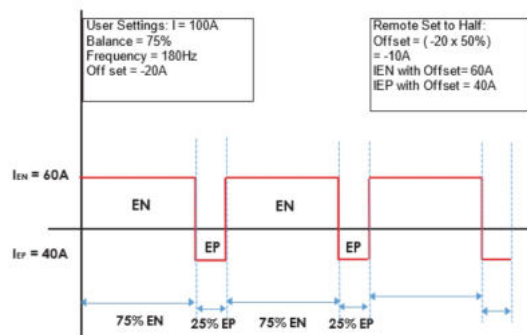 User Settings: I = 100A
Balance = 75%
Frequency = 180Hz
Off set = -20A
Remote Set to Half:
Offset = ( -20 x 50%)
= -10A
IEN with Offset= 60A
IEP with Offset = 40A
IEN = 60A
EN
EN
EP
EP
IEP = 40A
75% EN
25% EP
75% EN
25% EP